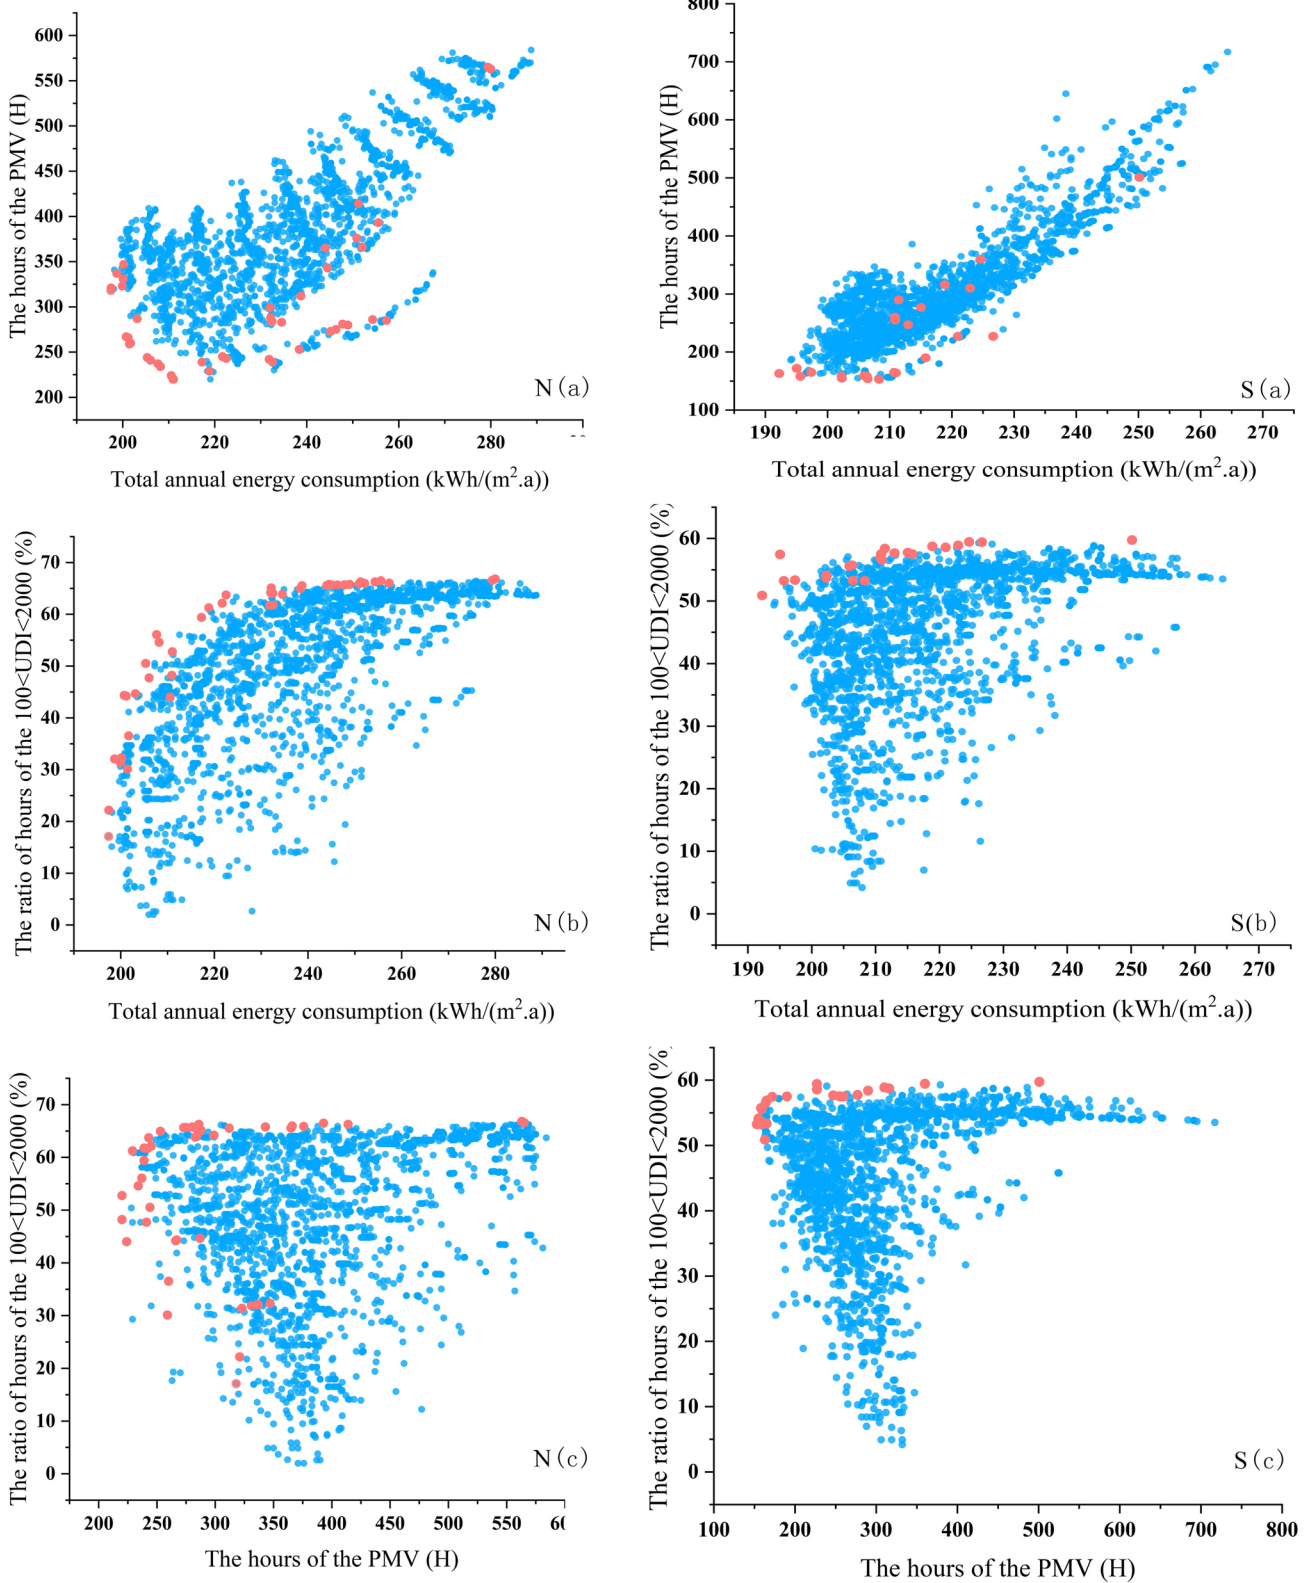 The hours of the PMV (H)
600
550
500
450
400
350
300
250
200
N (a)
200 220 240 260 280
Total annual energy consumption (kWh/(m².a))
The hours of the PMV (H)
800
700
600
500
400
300
200
100
S (a)
190 200 210 220 230 240 250 260 270
Total annual energy consumption (kWh/(m².a))
The ratio of hours of the 100<UDI<2000 (%)
70
60
50
40
30
20
10
0
N (b)
200 220 240 260 280
Total annual energy consumption (kWh/(m².a))
The ratio of hours of the 100<UDI<2000 (%)
60
50
40
30
20
10
0
S(b)
190 200 210 220 230 240 250 260 270
Total annual energy consumption (kWh/(m².a))
The ratio of hours of the 100<UDI<2000 (%)
70
60
50
40
30
20
10
0
N (c)
200 250 300 350 400 450 500 550
The hours of the PMV (H)
The ratio of hours of the 100<UDI<2000 (%)
60
50
40
30
20
10
0
S (c)
100 200 300 400 500 600 700 800
The hours of the PMV (H)